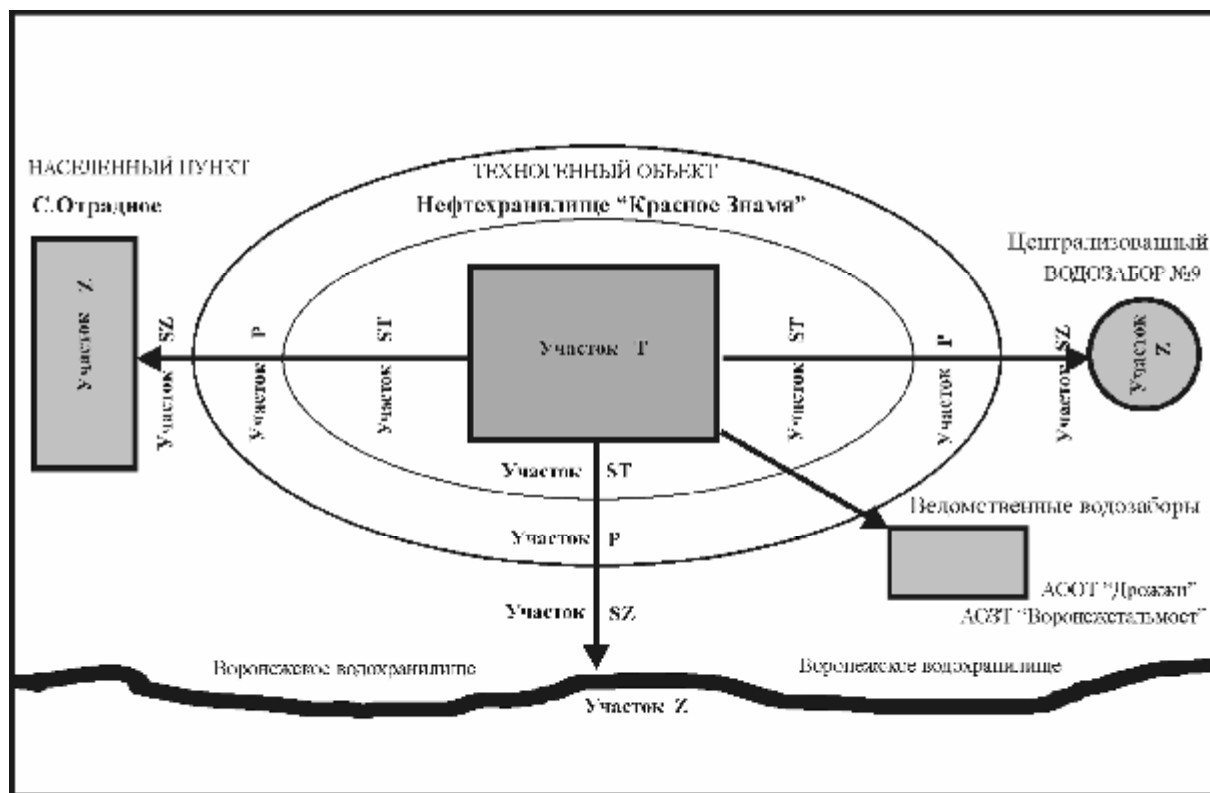 НАСЕЛЕННЫЙ ПУНКТ
С.Отрадное
ТЕХНОГЕННЫЙ ОБЪЕКТ
Нефтехранилище “Красное Знамя”
Централизованный
ВОДОЗАБОР №9
Участок Z
Участок SZ
Участок P
Участок ST
Участок T
Участок ST
Участок P
Участок SZ
Участок Z
Участок ST
Участок P
Участок SZ
Ведомственные водозаборы
АООТ “Дрожжи”
АОЗТ “Воронежстальмост”
Воронежское водохранилище
Воронежское водохранилище
Участок Z